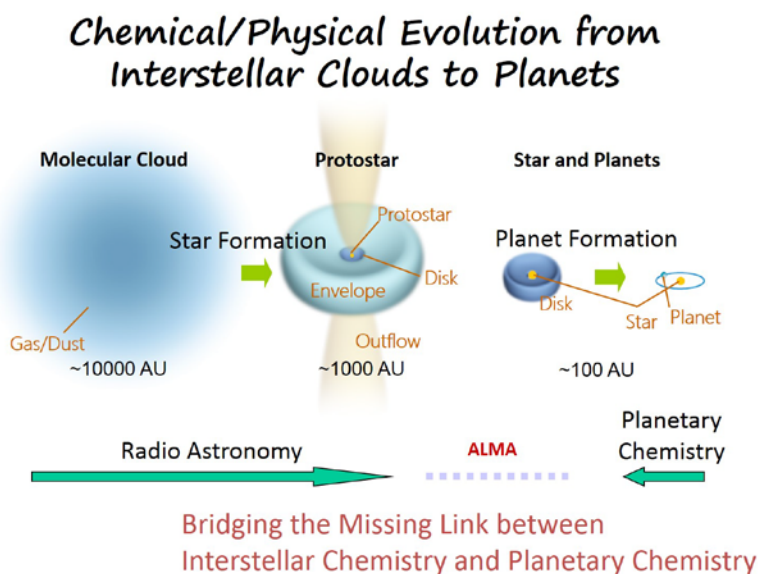 Chemical/Physical Evolution from
Interstellar Clouds to Planets
Molecular Cloud
Protostar
Star and Planets
Protostar
Star Formation
Planet Formation
Disk
Envelope
Disk
Star
Planet
Gas/Dust
Outflow
~10000 AU
~1000 AU
~100 AU
Radio Astronomy
ALMA
Planetary
Chemistry
Bridging the Missing Link between
Interstellar Chemistry and Planetary Chemistry